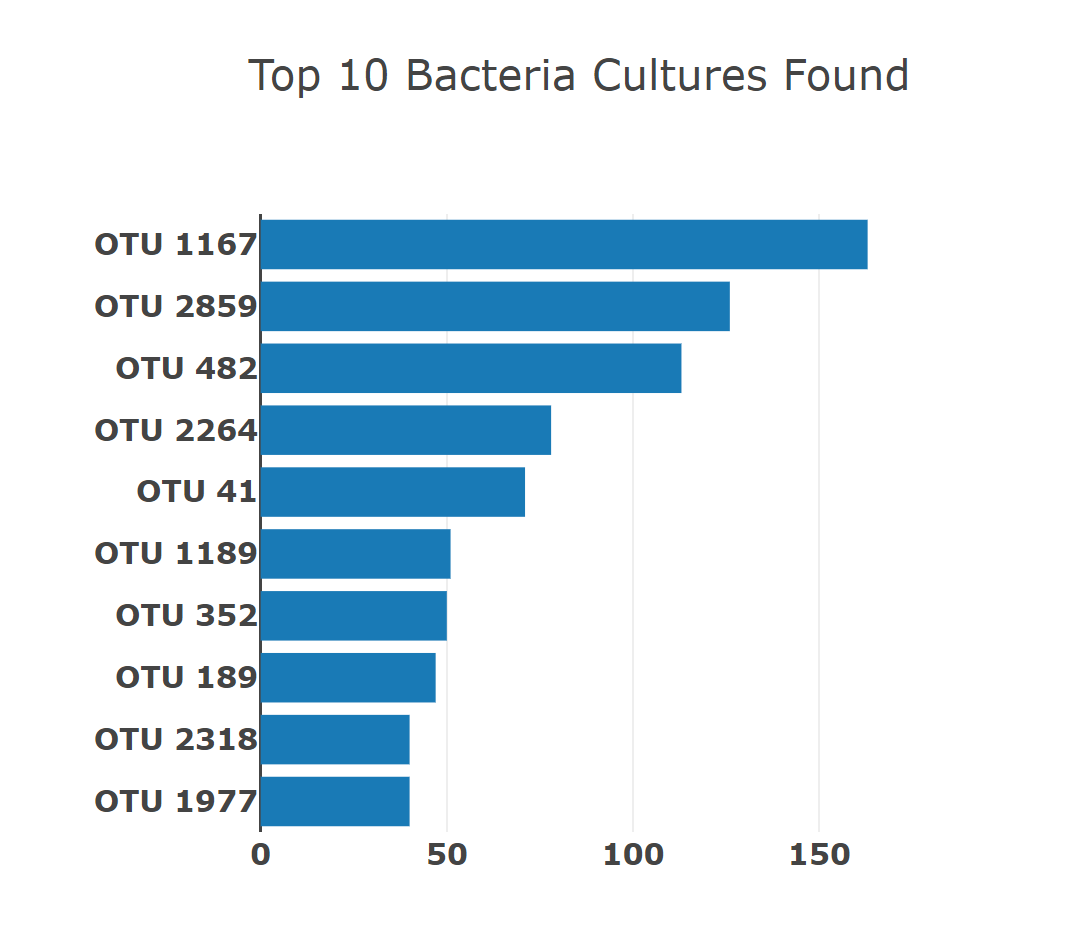 Top 10 Bacteria Cultures Found
OTU 1167
OTU 2859
OTU 482
OTU 2264
OTU 41
OTU 1189
OTU 352
OTU 189
OTU 2318
OTU 1977
0 50 100 150